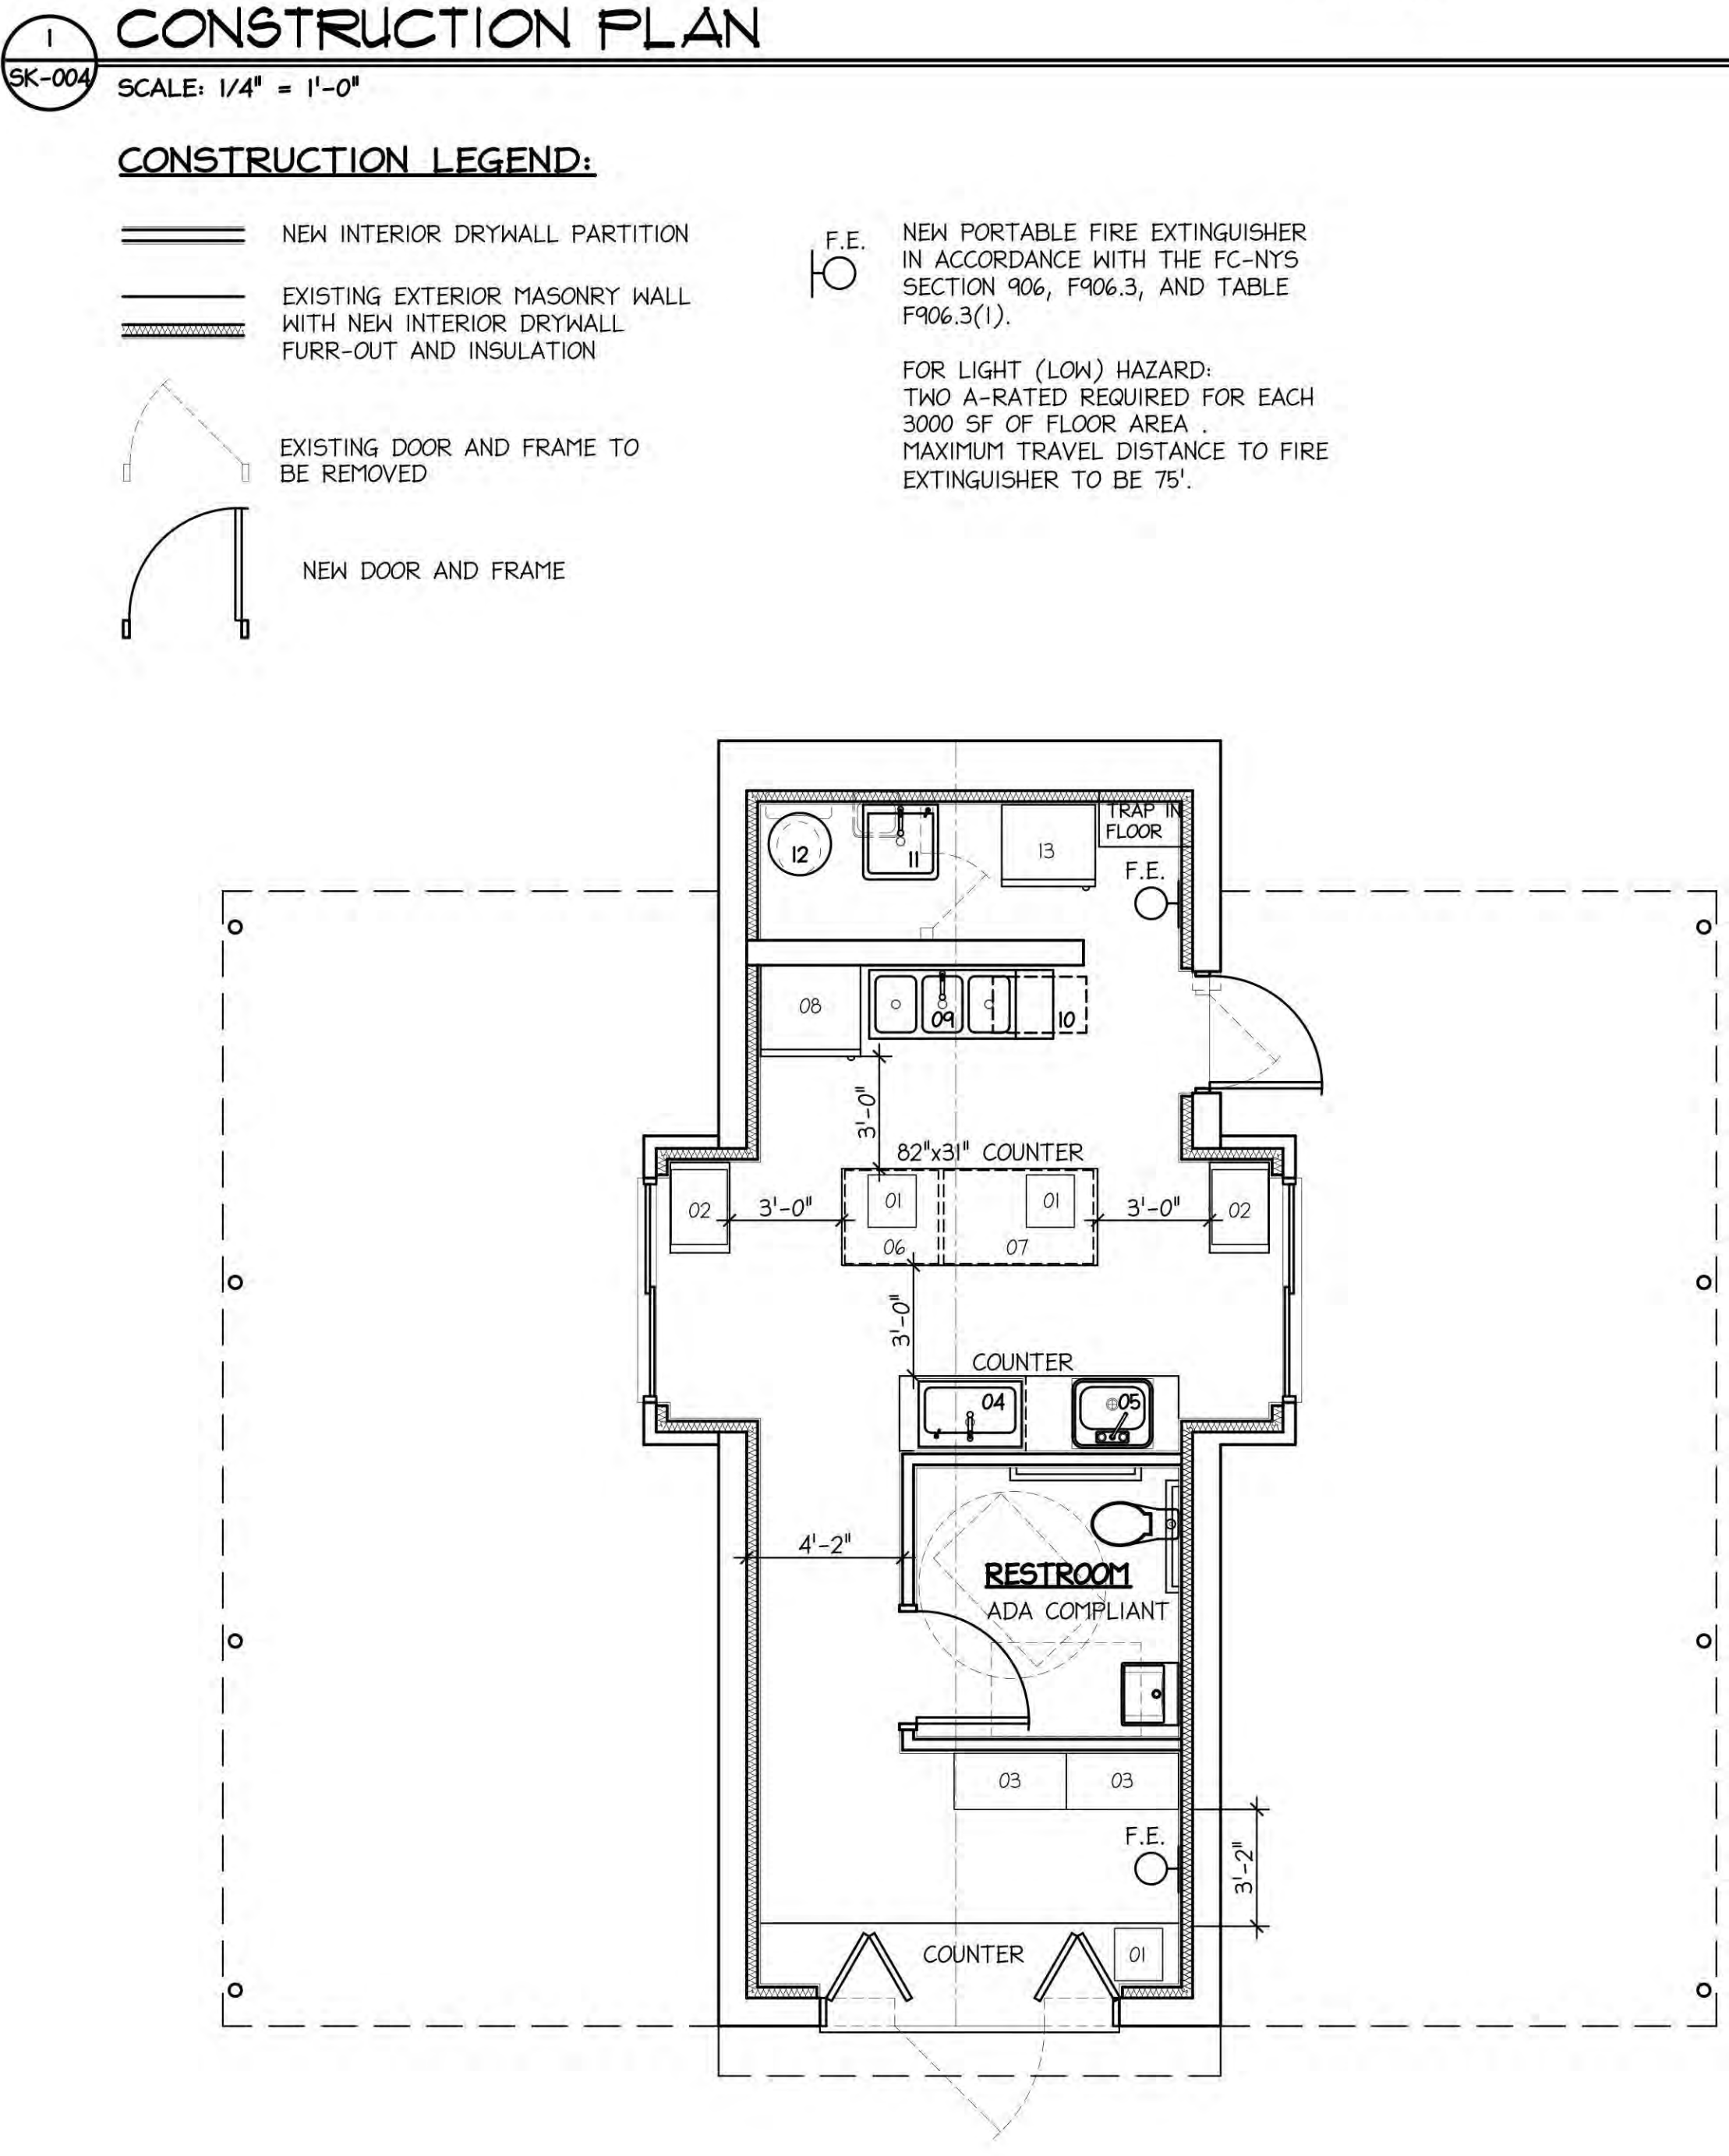 1
SK-004
CONSTRUCTION PLAN
SCALE: 1/4" = 1'-0"
CONSTRUCTION LEGEND:
NEW INTERIOR DRYWALL PARTITION
EXISTING EXTERIOR MASONRY WALL
WITH NEW INTERIOR DRYWALL
FURR-OUT AND INSULATION
EXISTING DOOR AND FRAME TO
BE REMOVED
NEW DOOR AND FRAME
F.E.
NEW PORTABLE FIRE EXTINGUISHER
IN ACCORDANCE WITH THE FC-NYS
SECTION 906, F906.3, AND TABLE
F906.3(1).
FOR LIGHT (LOW) HAZARD:
TWO A-RATED REQUIRED FOR EACH
3000 SF OF FLOOR AREA .
MAXIMUM TRAVEL DISTANCE TO FIRE
EXTINGUISHER TO BE 75'.
TRAP IN
FLOOR
12
11
13
F.E.
08
09
10
3'-0"
82"x31" COUNTER
02
3'-0"
01
01
3'-0"
02
06
07
3'-0"
COUNTER
04
05
4'-2"
RESTROOM
ADA COMPLIANT
03
03
F.E.
3'-2"
COUNTER
01